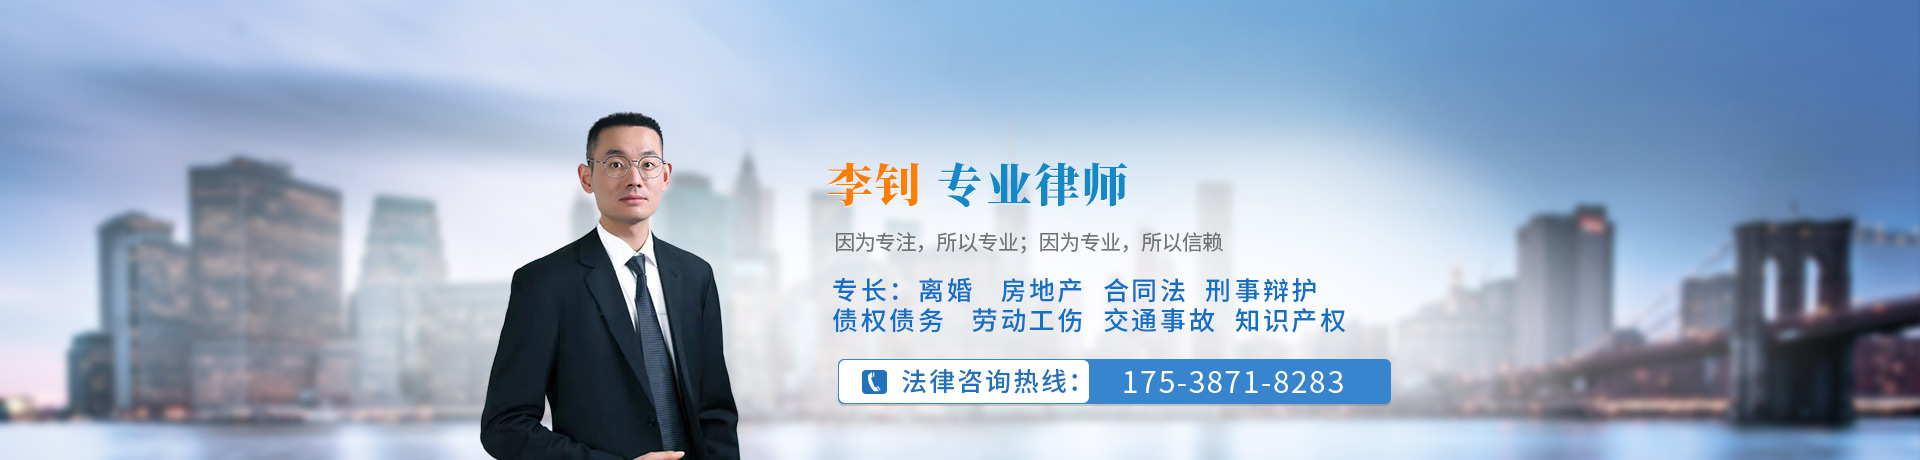 李钊 专业律师
因为专注，所以专业；因为专业，所以信赖
专长：离婚 房地产 合同法 刑事辩护
债权债务 劳动工伤 交通事故 知识产权
法律咨询热线： 175-3871-8283